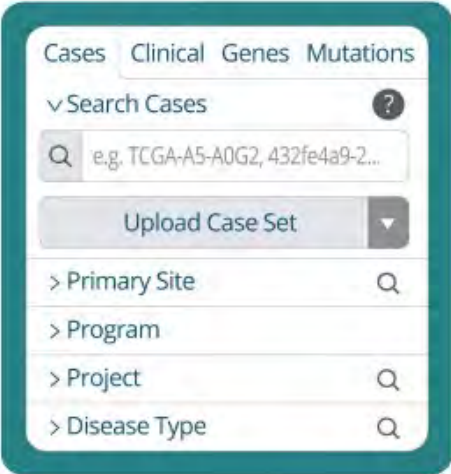 Cases Clinical Genes Mutations
Search Cases ?
e.g. TCGA-A5-A0G2, 432fe4a9-2...
Upload Case Set
> Primary Site
> Program
> Project
> Disease Type